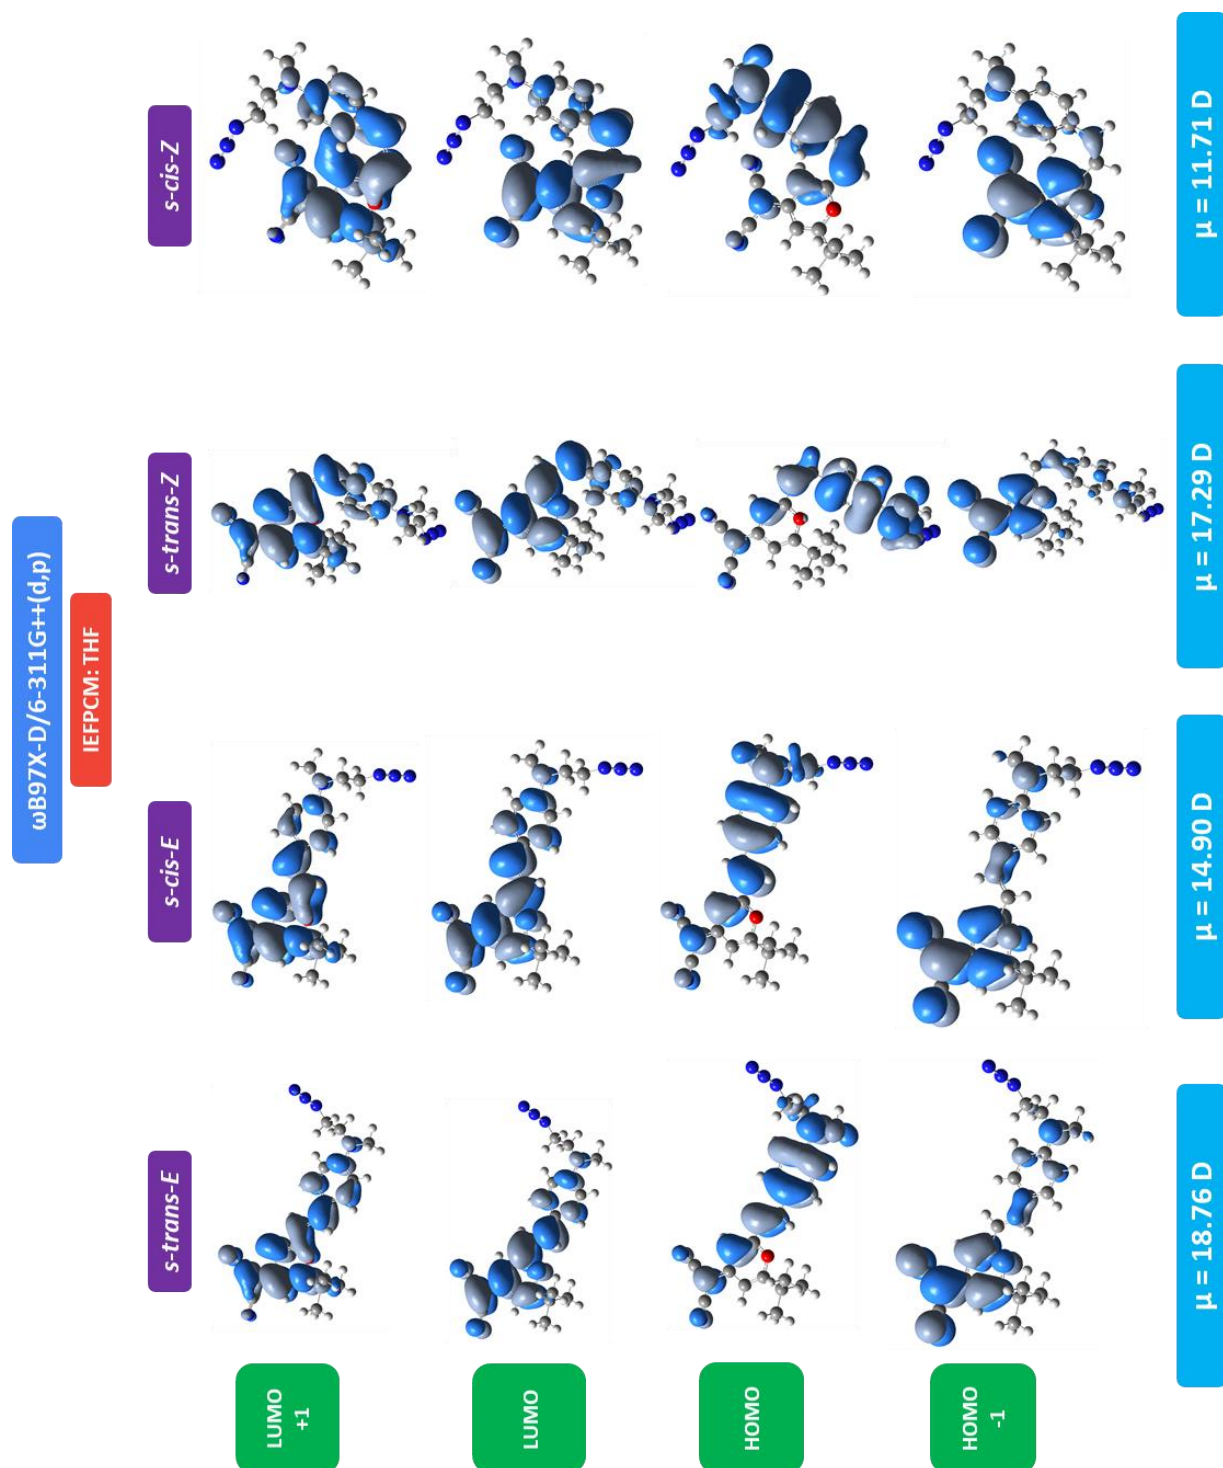 ωB97X-D/6-311G++(d,p)
IEFPCM: THF
s-trans-E
s-cis-E
s-trans-Z
s-cis-Z
LUMO
+1
LUMO
HOMO
HOMO
-1
μ = 18.76 D
μ = 14.90 D
μ = 17.29 D
μ = 11.71 D